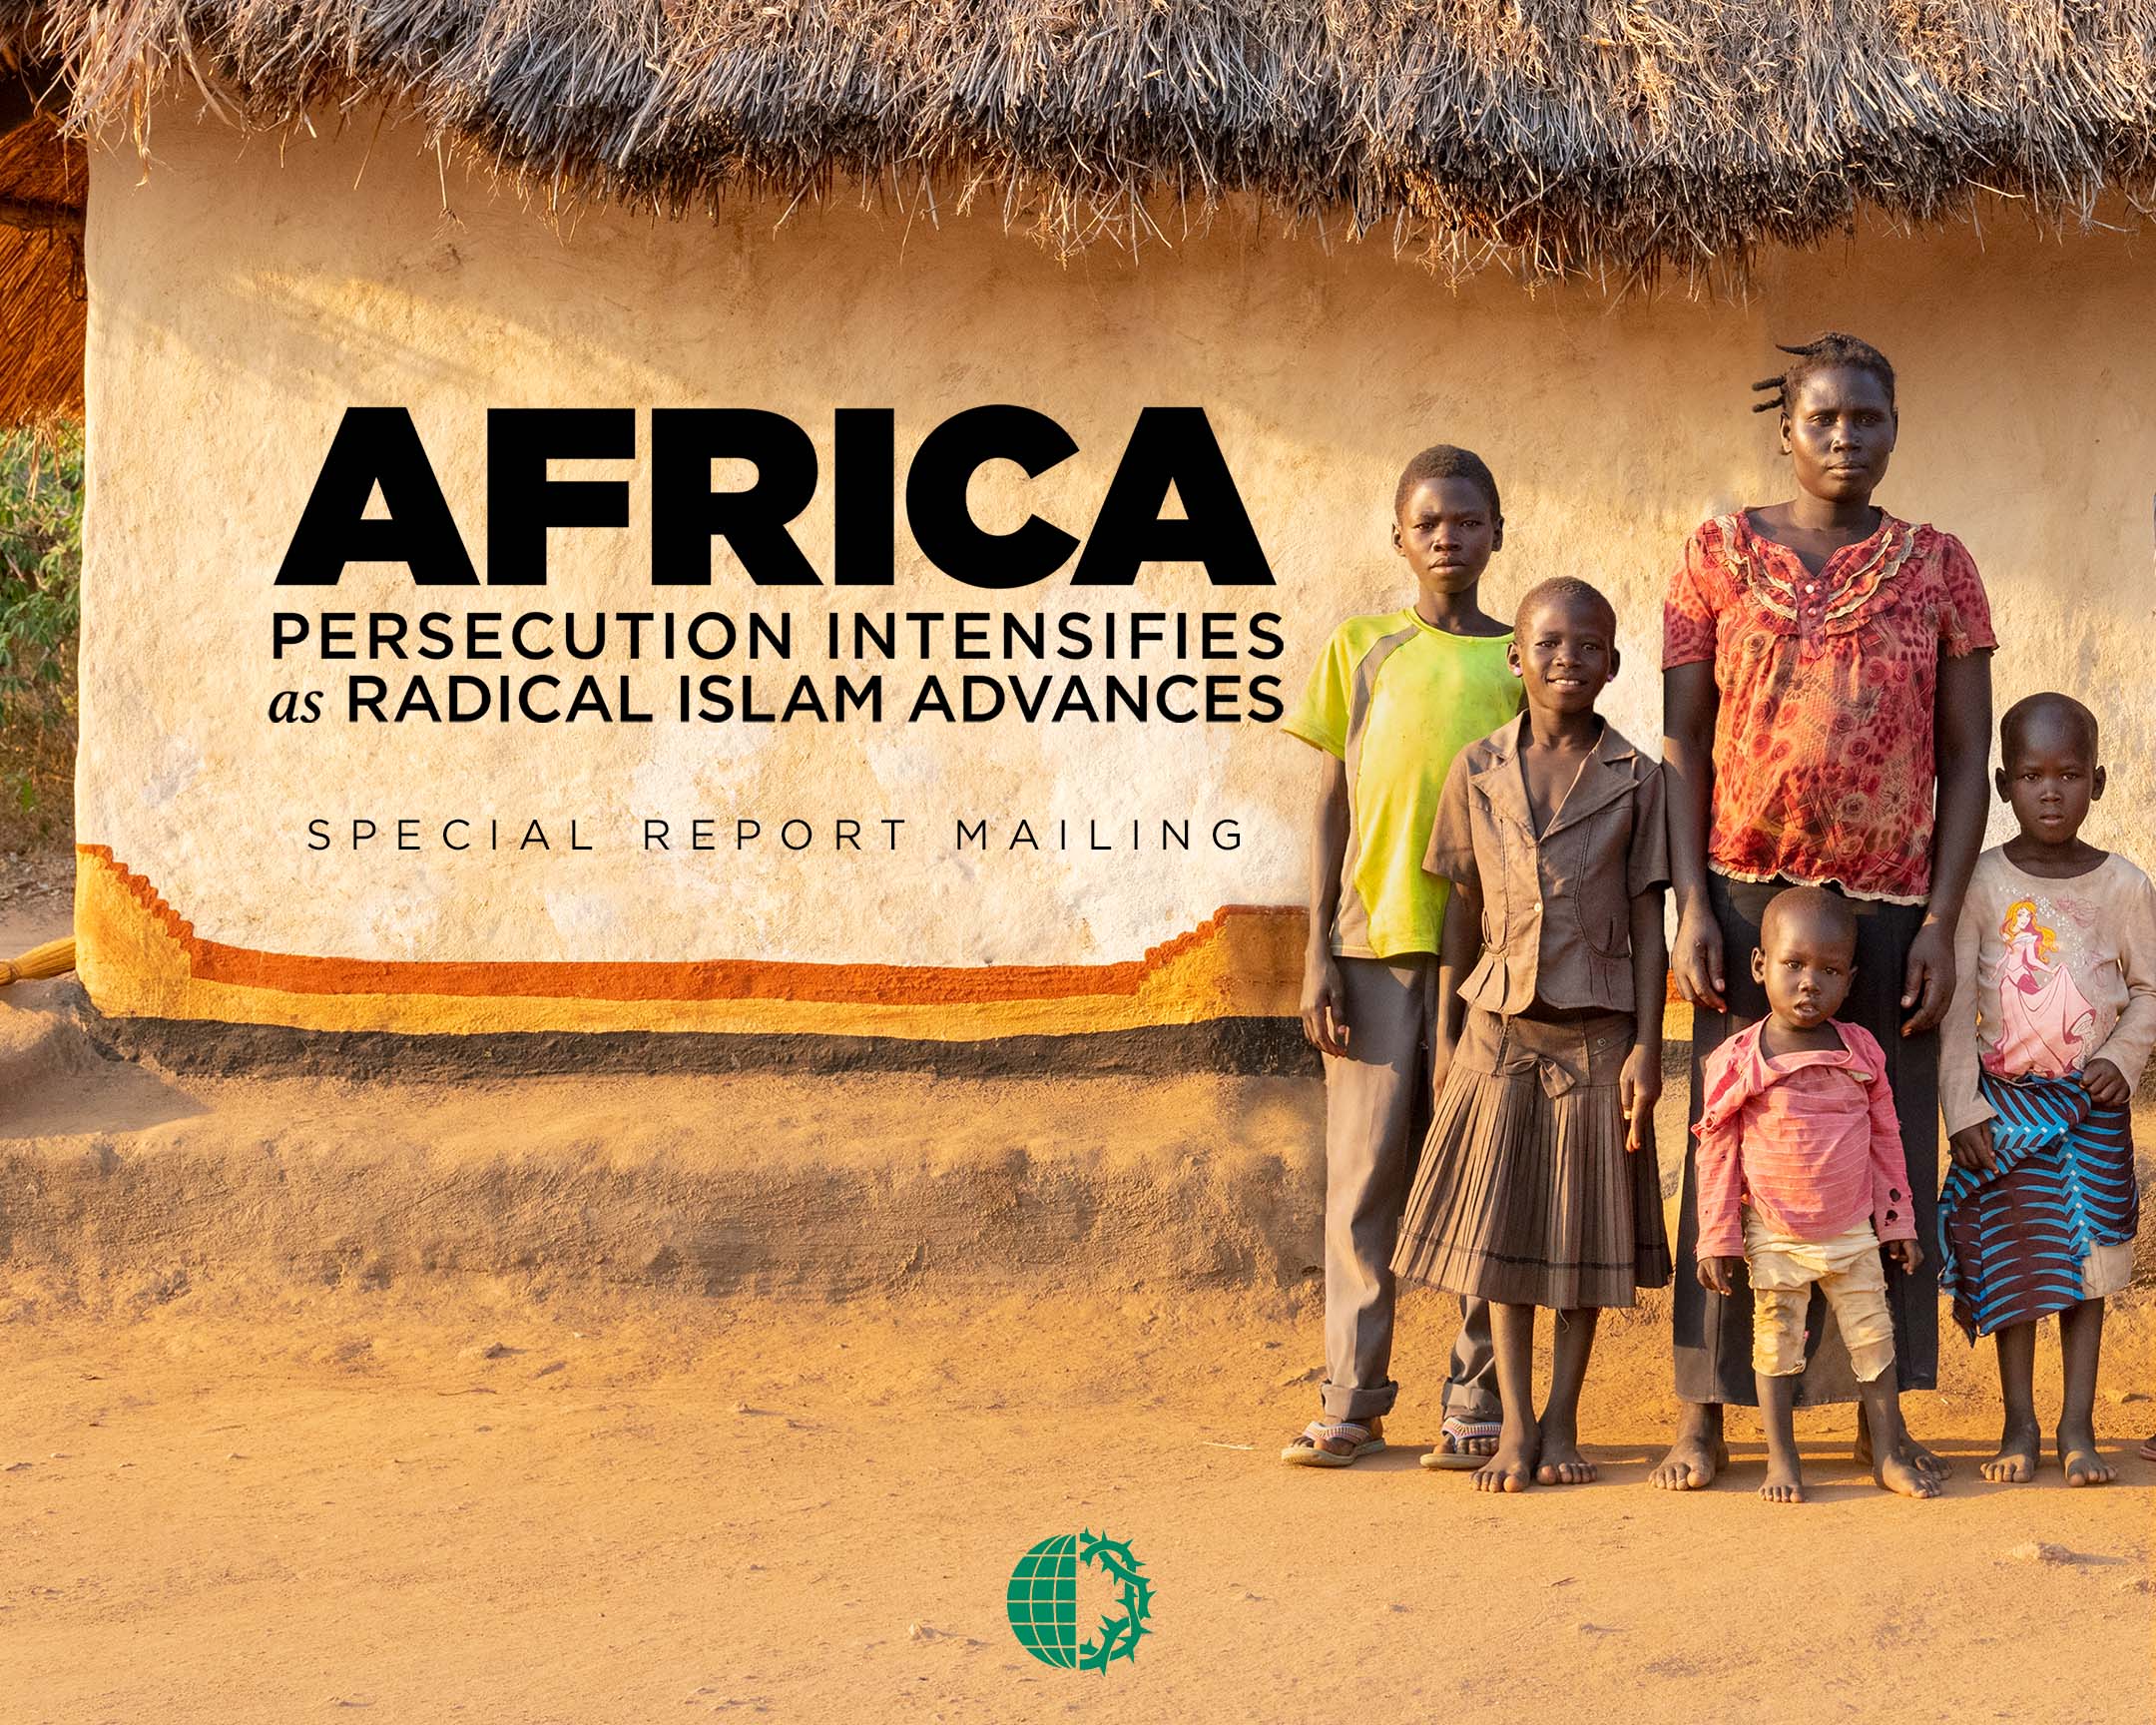 AFRICA
PERSECUTION INTENSIFIES
as RADICAL ISLAM ADVANCES
SPECIAL REPORT MAILING